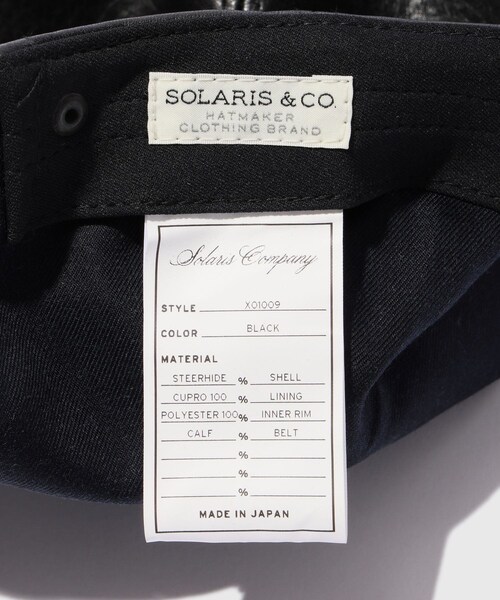 SOLARIS & CO.
HATMAKER
CLOTHING BRAND
Solaris Company
STYLE X01009
COLOR BLACK
MATERIAL
STEERHIDE % SHELL
CUPRO 100 % LINING
POLYESTER 100% INNER RIM
CALF % BELT
%
%
%
MADE IN JAPAN